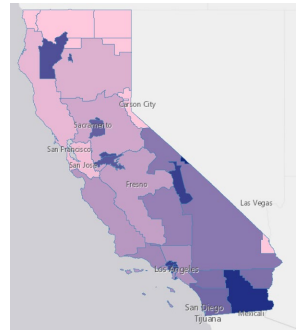 Carson City
Sacramento
San Francisco
San Jose
Fresno
Las Vegas
Los Angeles
San Diego
Mexicali
Tijuana